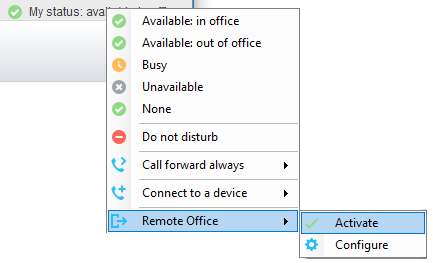 My status: available
Available: in office
Available: out of office
Busy
Unavailable
None
Do not disturb
Call forward always
Connect to a device
Remote Office
Activate
Configure